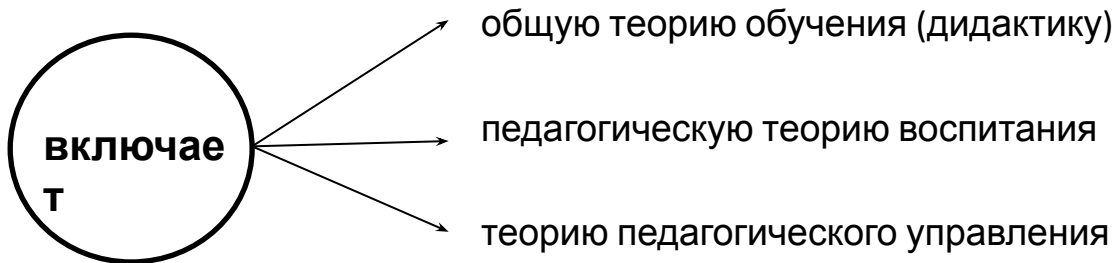 общую теорию обучения (дидактику)
включае
т
педагогическую теорию воспитания
теорию педагогического управления